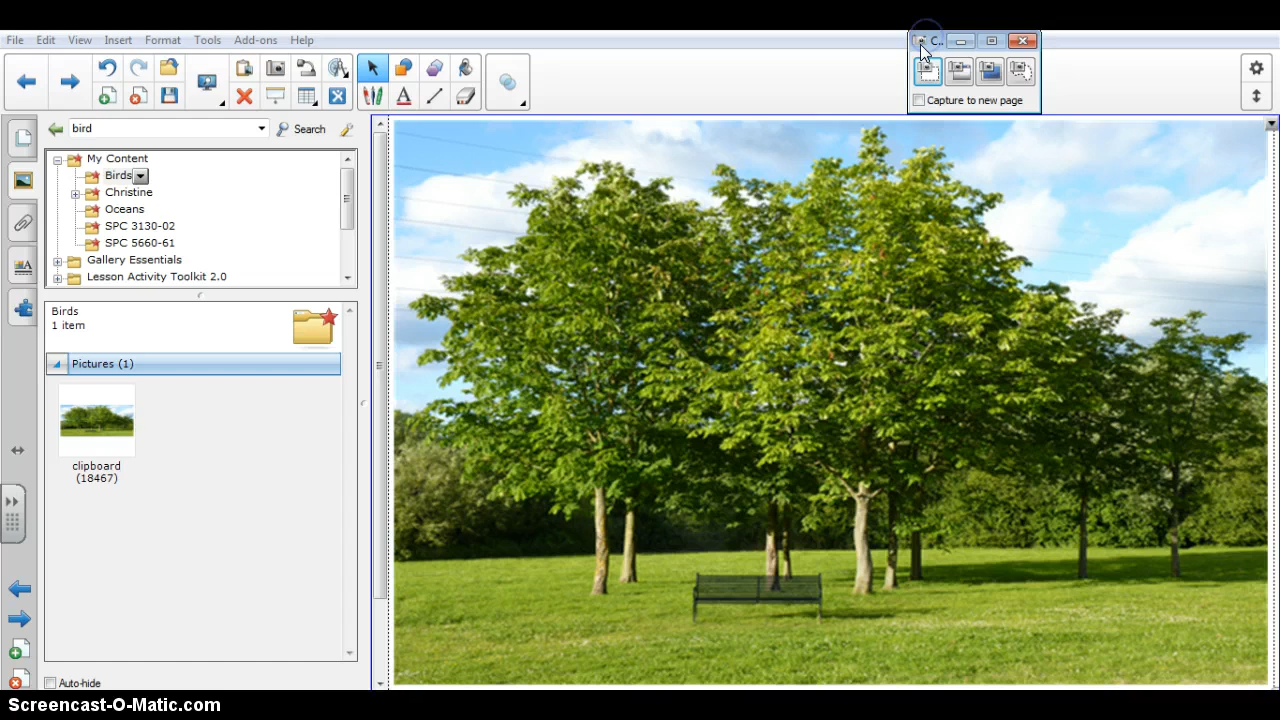 File Edit View Insert Format Tools Add-ons Help
C..
Capture to new page
bird
Search
My Content
Birds
Christine
Oceans
SPC 3130-02
SPC 5660-61
Gallery Essentials
Lesson Activity Toolkit 2.0
Birds
1 item
Pictures (1)
clipboard
(18467)
Auto-hide
Screencast-O-Matic.com